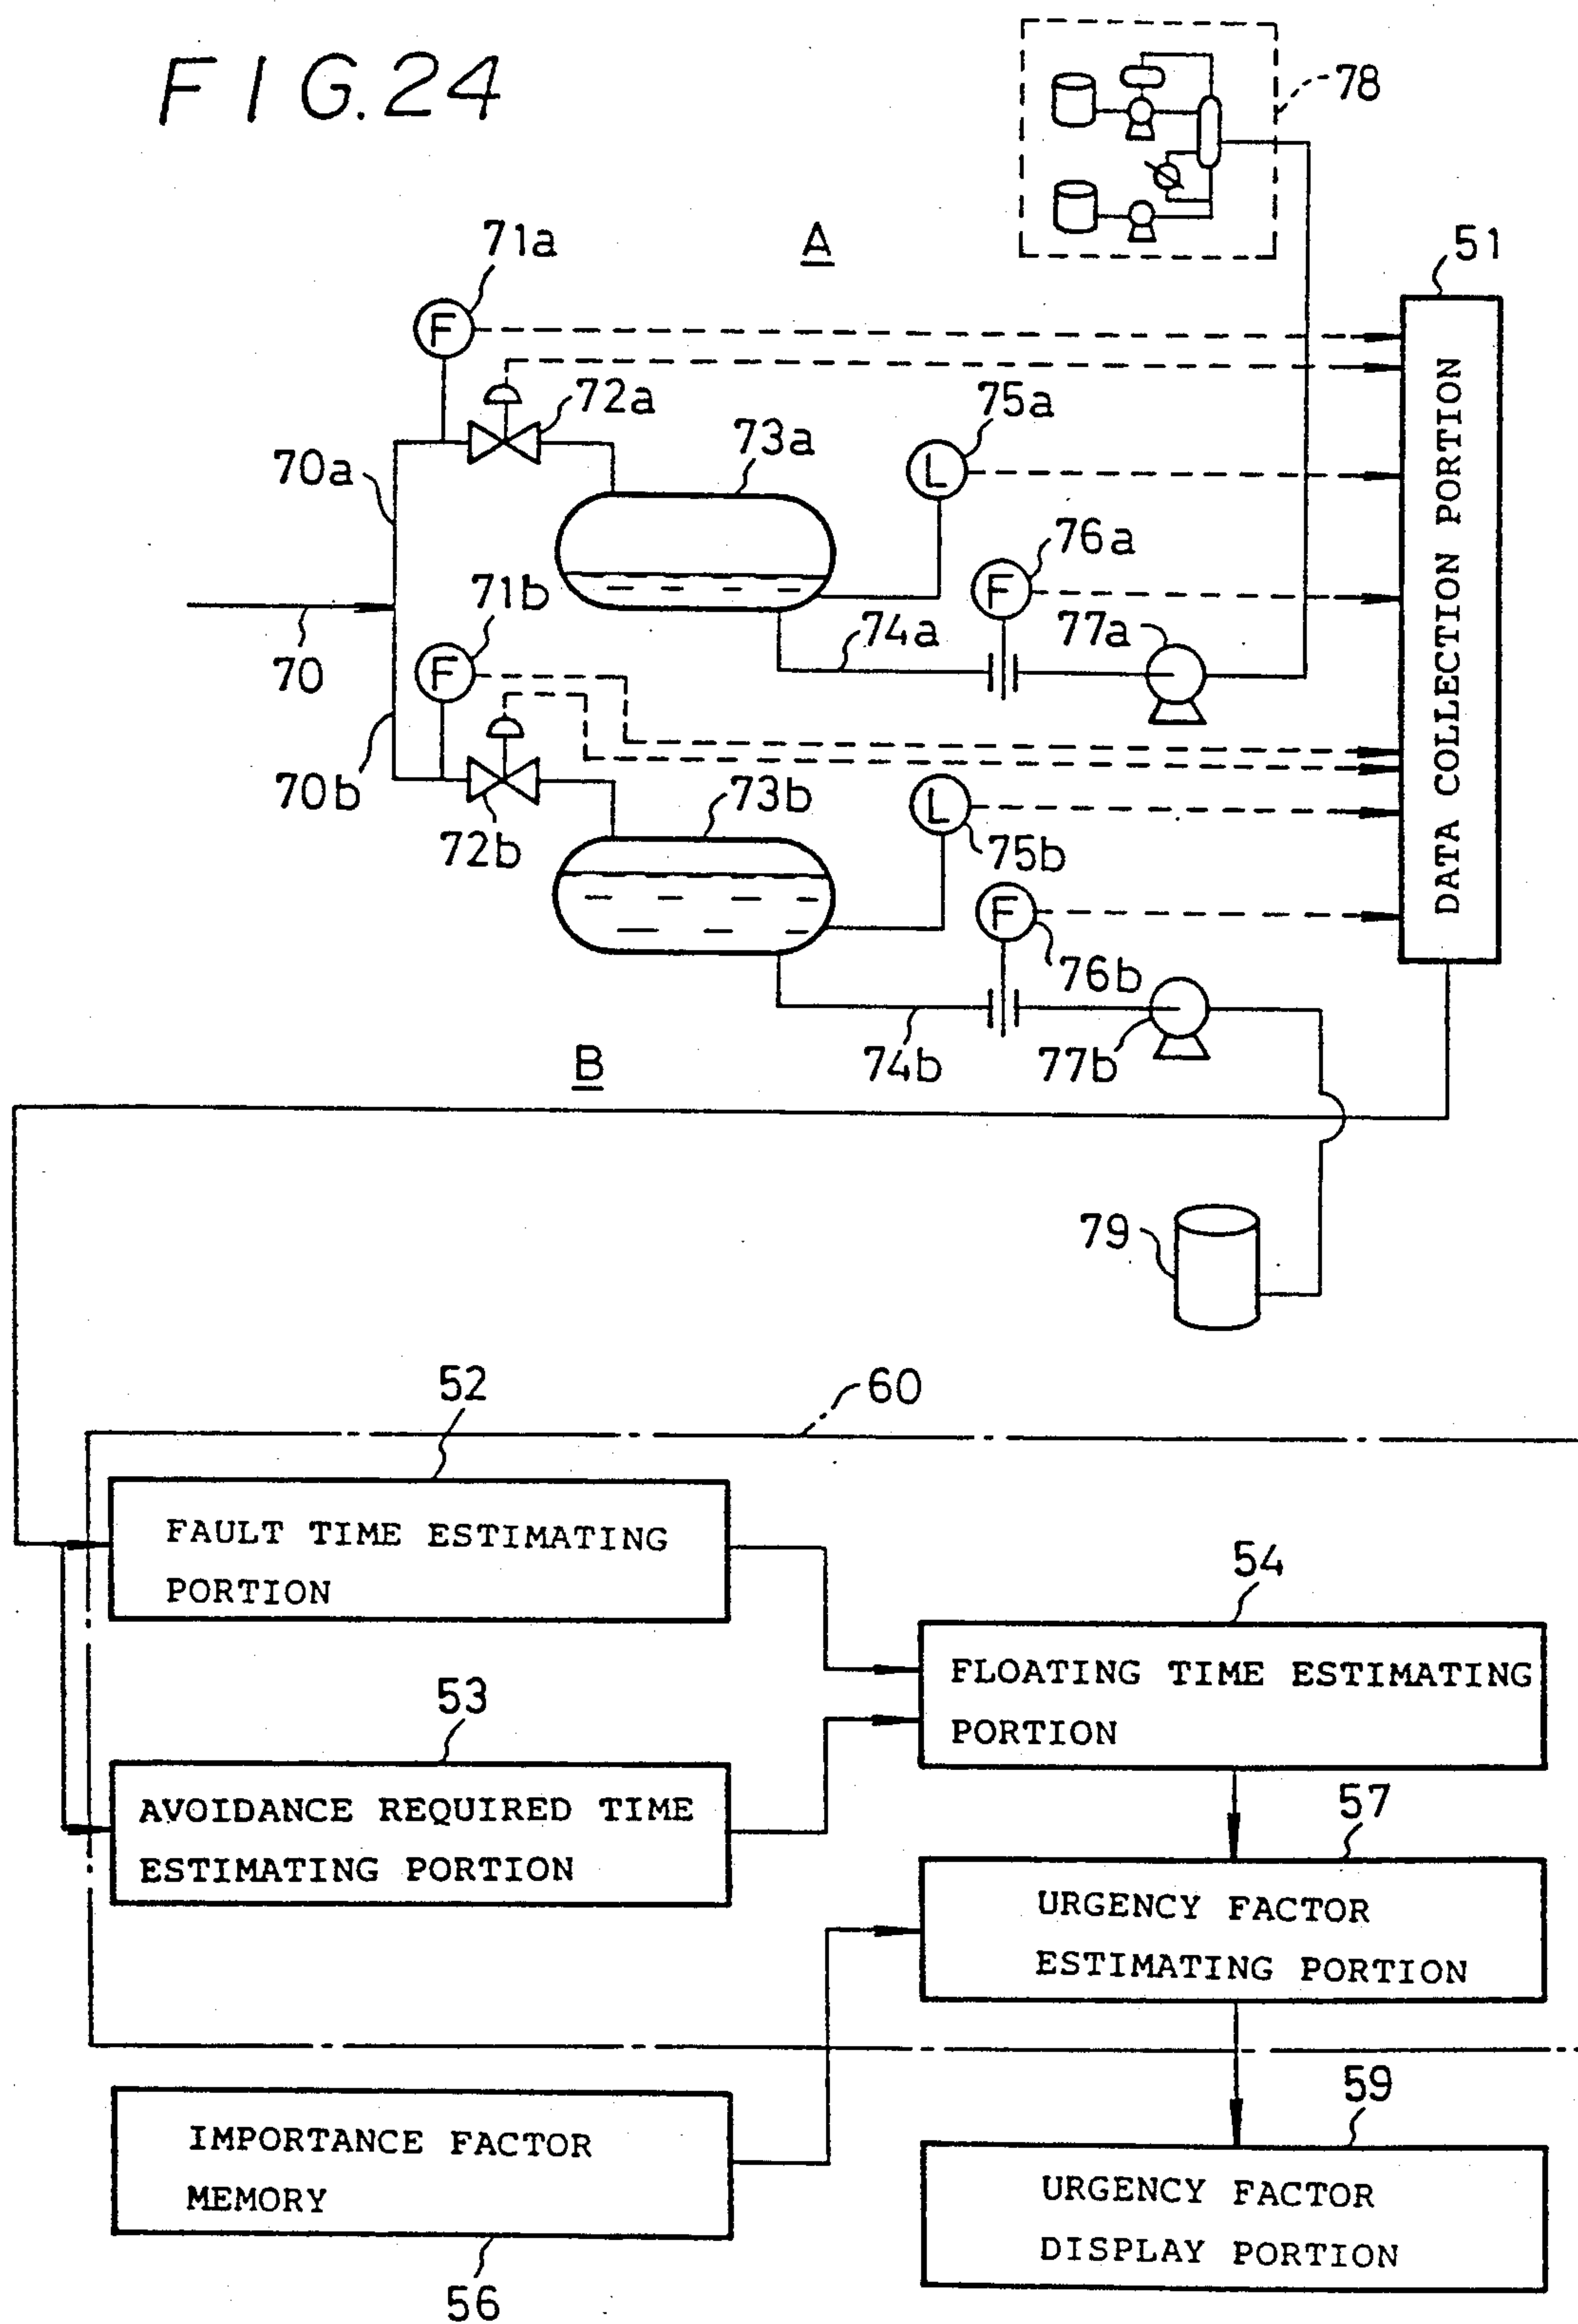 FIG.24
78
71a
A
51
F
72a
75a
73a
70a
L
76a
71b
F
74a
77a
70
F
DATA COLLECTION PORTION
70b
73b
L
72b
75b
F
76b
74b
77b
B
79
52
60
FAULT TIME ESTIMATING
PORTION
54
53
FLOATING TIME ESTIMATING
PORTION
AVOIDANCE REQUIRED TIME
ESTIMATING PORTION
57
URGENCY FACTOR
ESTIMATING PORTION
59
IMPORTANCE FACTOR
MEMORY
URGENCY FACTOR
DISPLAY PORTION
56